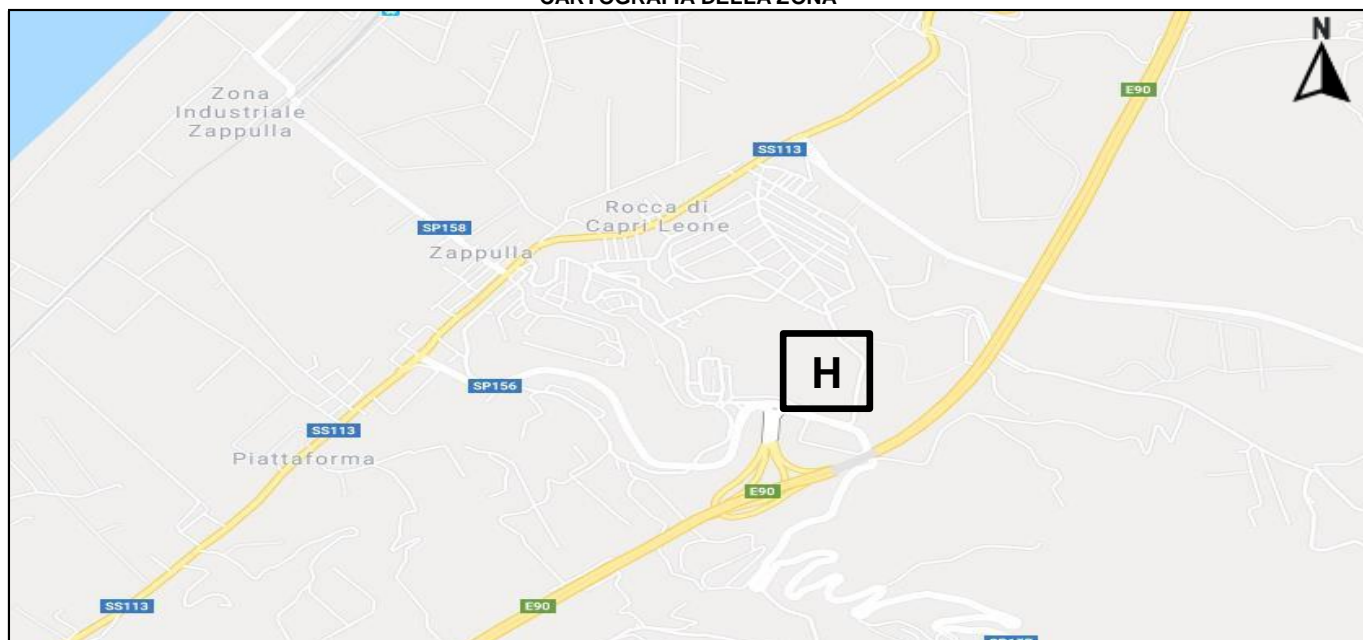 CARTOGRAFIA DELLA ZONA
N
E90
Zona
Industriale
Zappulla
SS113
Rocca di
Capri Leone
SP158
Zappulla
H
SP156
SS113
Piattaforma
E90
SS113
E90